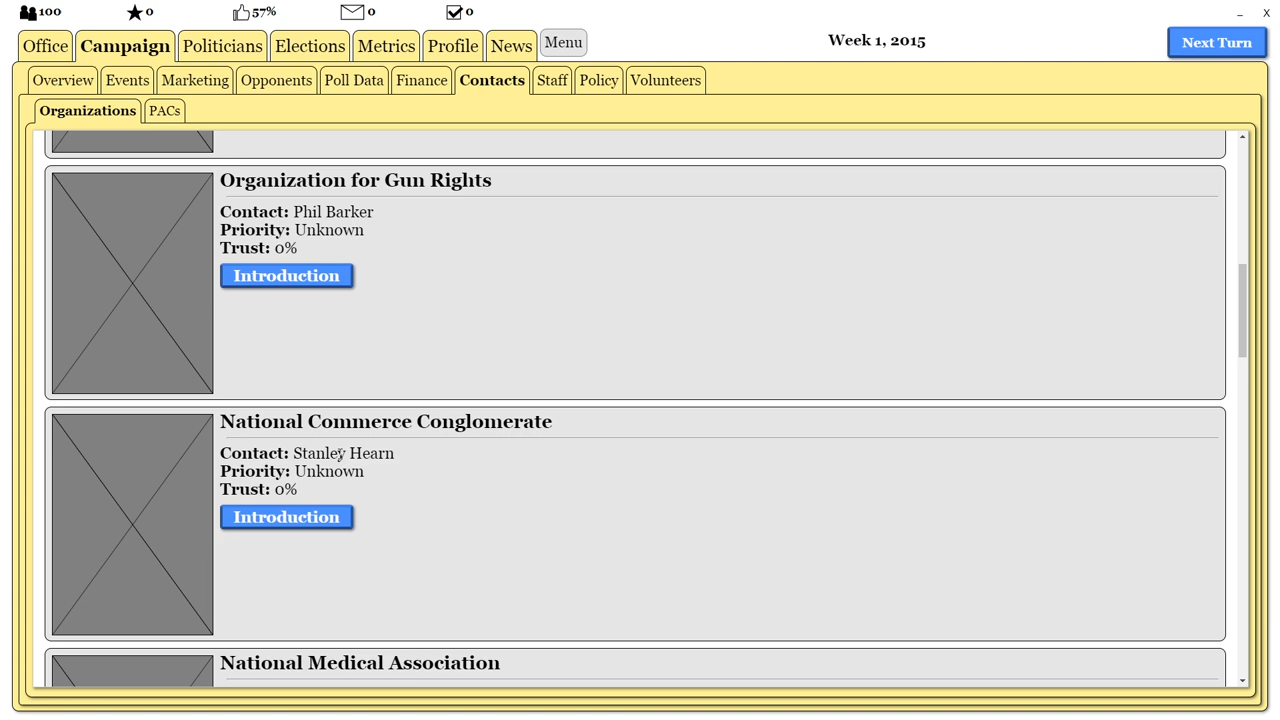 100 0 57% 0 0 _ X
Office Campaign Politicians Elections Metrics Profile News Menu Week 1, 2015 Next Turn
Overview Events Marketing Opponents Poll Data Finance Contacts Staff Policy Volunteers
Organizations PACs
Organization for Gun Rights
Contact: Phil Barker
Priority: Unknown
Trust: 0%
Introduction
National Commerce Conglomerate
Contact: Stanley Hearn
Priority: Unknown
Trust: 0%
Introduction
National Medical Association